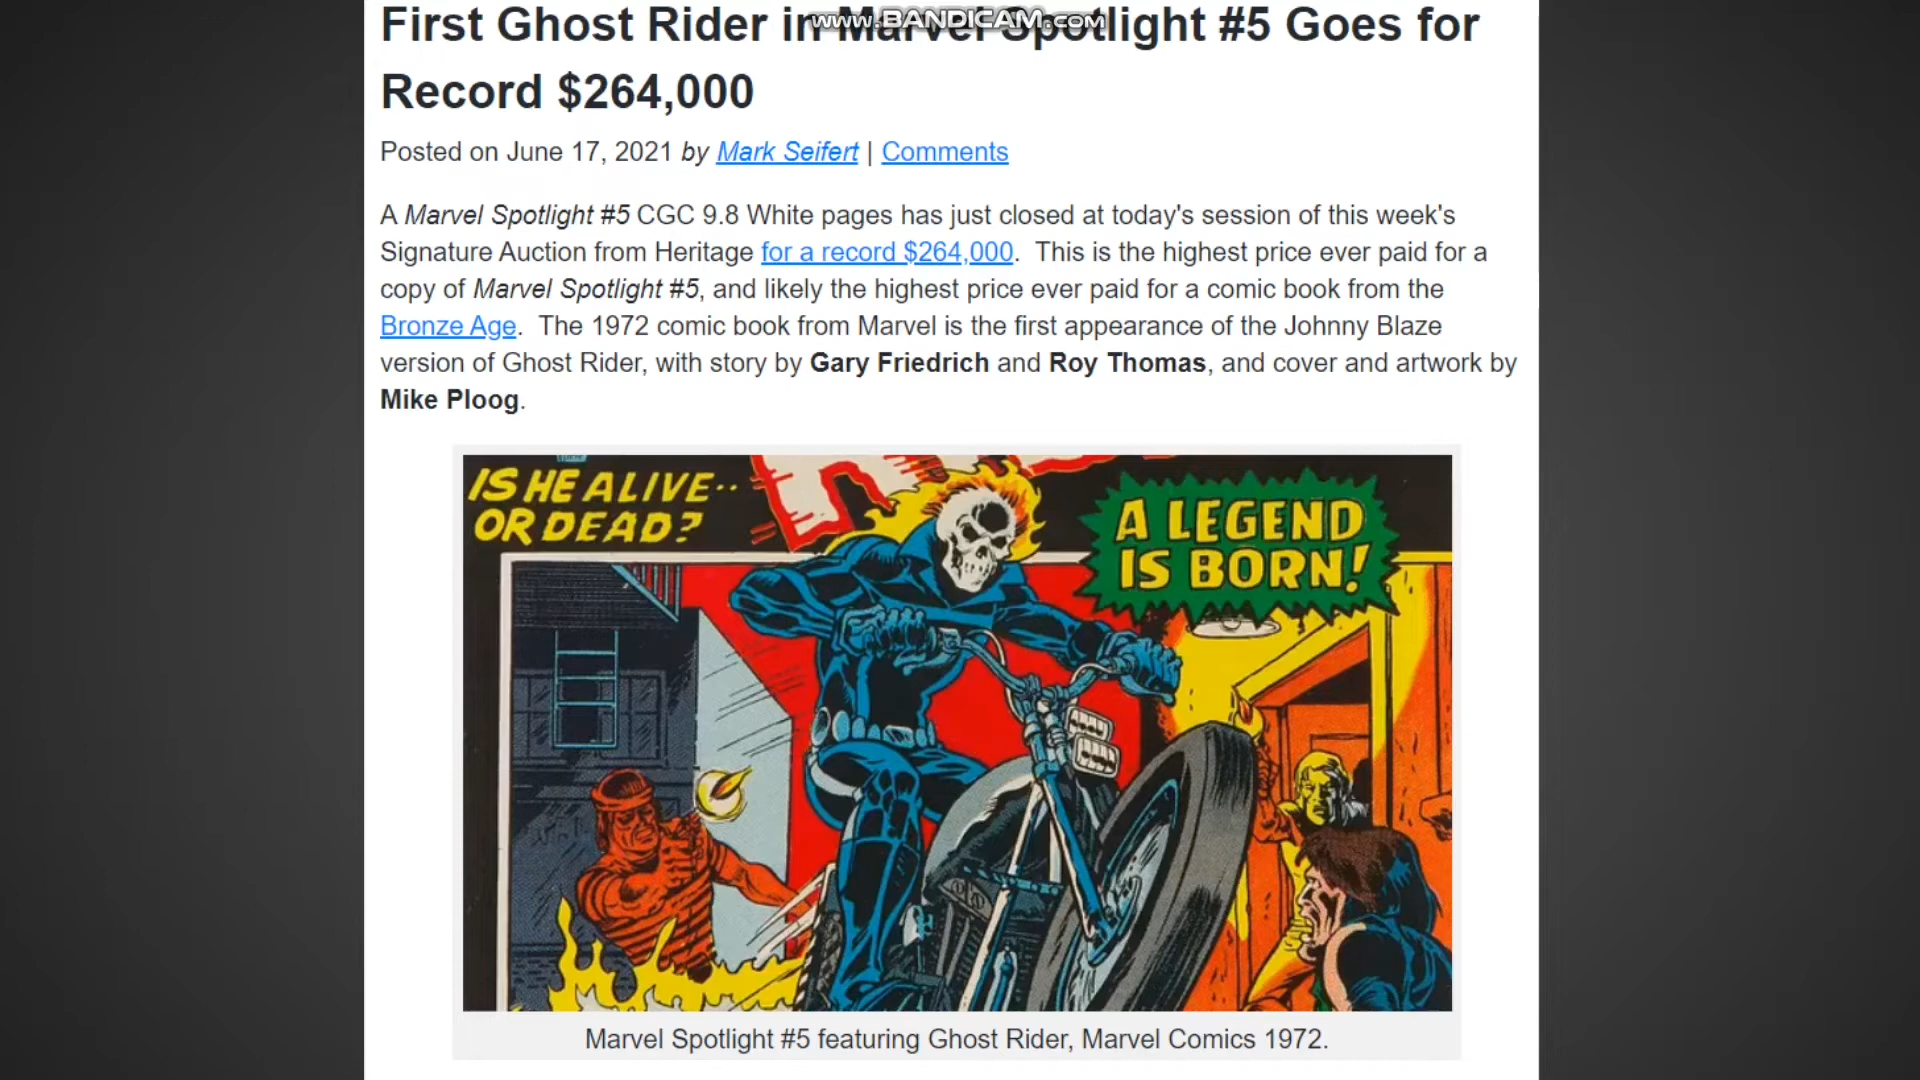 www.BANDICAM.com
First Ghost Rider in Marvel Spotlight #5 Goes for
Record $264,000
Posted on June 17, 2021 by Mark Seifert | Comments
A Marvel Spotlight #5 CGC 9.8 White pages has just closed at today's session of this week's
Signature Auction from Heritage for a record $264,000. This is the highest price ever paid for a
copy of Marvel Spotlight #5, and likely the highest price ever paid for a comic book from the
Bronze Age. The 1972 comic book from Marvel is the first appearance of the Johnny Blaze
version of Ghost Rider, with story by Gary Friedrich and Roy Thomas, and cover and artwork by
Mike Ploog.
IS HE ALIVE··
OR DEAD?
A LEGEND
IS BORN!
Marvel Spotlight #5 featuring Ghost Rider, Marvel Comics 1972.